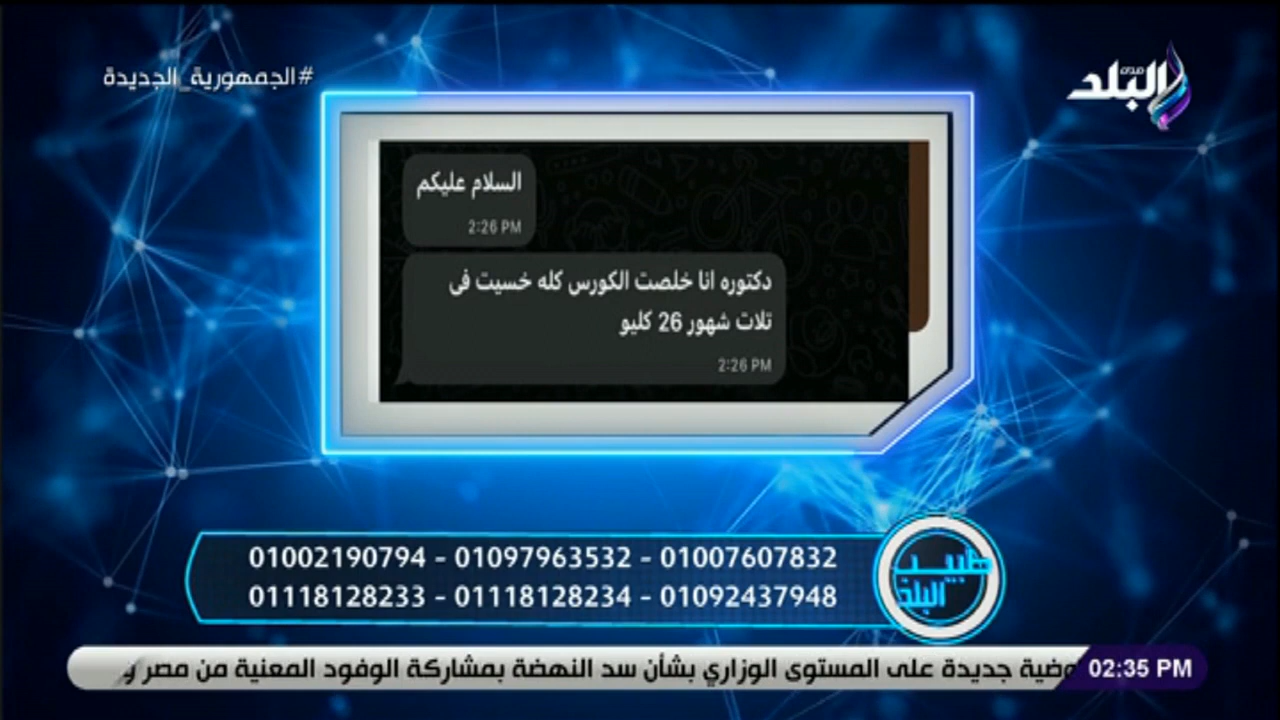 #الجمهورية_الجديدة
صدى البلد
السلام عليكم
2:26 PM
دكتوره انا خلصت الكورس كله خسيت فى
تلات شهور 26 كليو
2:26 PM
01002190794 - 01097963532 - 01007607832
01118128233 - 01118128234 - 01092437948
طبيب
البلد
جديدة على المستوى الوزاري بشأن سد النهضة بمشاركة الوفود المعنية من مصر و
02:35 PM